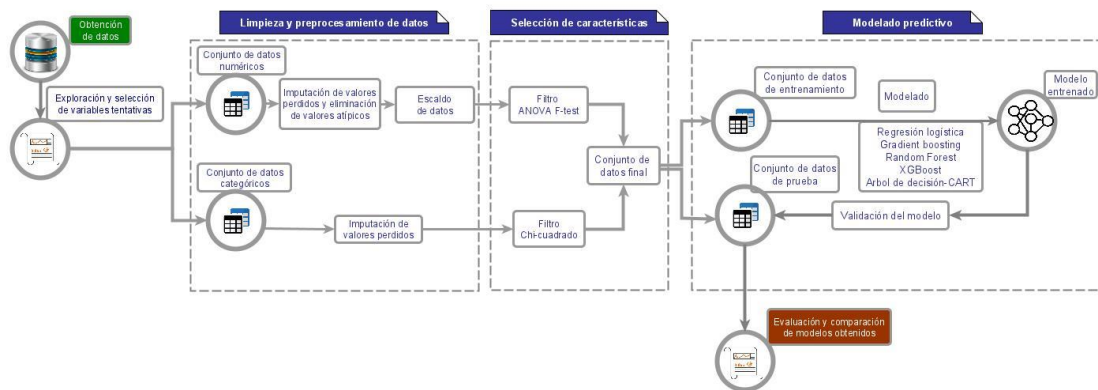 Obtención
de datos
Exploración y selección
de variables tentativas
Limpieza y preprocesamiento de datos
Conjunto de datos
numéricos
Imputación de valores
perdidos y eliminación
de valores atípicos
Escaldo
de datos
Conjunto de datos
categóricos
Imputación de
valores perdidos
Selección de características
Filtro
ANOVA F-test
Filtro
Chi-cuadrado
Conjunto de
datos final
Modelado predictivo
Conjunto de datos
de entrenamiento
Modelado
Modelo
entrenado
Regresión logística
Gradient boosting
Random Forest
XGBoost
Arbol de decisión-CART
Conjunto de datos
de prueba
Validación del modelo
Evaluación y comparación
de modelos obtenidos